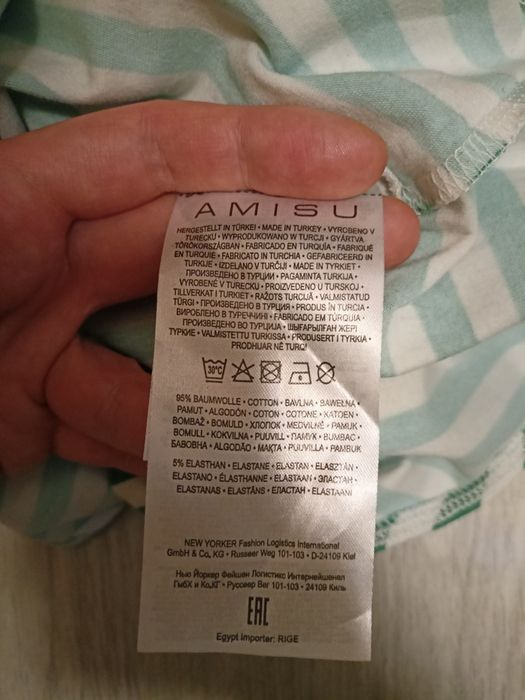 AMISU
HERGESTELLT IN TÜRKEI • MADE IN TURKEY • VYROBENO V
TURECKU • WYPRODUKOWANO W TURCJI • GYÁRTVA
TÖRÖKORSZÁGBAN • FABRICADO EN TURQUÍA • FABRIQUÉ
EN TURQUIE • FABRICATO IN TURCHIA • GEFABRICEERD IN
TURKIJE • IZDELANO V TURČIJI • MADE IN TYRKIET •
ПРОИЗВЕДЕНО В ТУРЦИИ • PAGAMINTA TURKIJA •
VYROBENÉ V TURECKU • PROIZVEDENO U TURSKOJ •
TILLVERKAT I TURKIET • RAŽOTS TURCIJĀ • VALMISTATUD
TÜRGI • ПРОИЗВЕДЕНО В ТУРЦИЯ • PRODUS ÎN TURCIA •
ВИРОБЛЕНО В ТУРЕЧЧИНІ • FABRICADO EM TURQUIA •
ПРОИЗВЕДЕНО ВО ТУРЦИЈА • ШЫҒАРЫЛҒАН ЖЕРІ
ТҮРКИЕ • VALMISTETTU TURKISSA • PRODUSERT I TYRKIA •
PRODHUAR NË TURQI
30°C
95% BAUMWOLLE • COTTON • BAVLNA • BAWEŁNA •
PAMUT • ALGODÓN • COTON • COTONE • KATOEN •
BOMBAŽ • BOMULD • ХЛОПОК • MEDVILNĖ • PAMUK •
BOMULL • KOKVILNA • PUUVILL • ПАМУК • BUMBAC •
БАВОВНА • ALGODÃO • МАҚТА • PUUVILLA • PAMBUK
5% ELASTHAN • ELASTANE • ELASTAN • ELASZTÁN •
ELASTANO • ÉLASTHANNE • ELASTAAN • ЭЛАСТАН •
ELASTANAS • ELASTĀNS • ЕЛАСТАН • ELASTAANI
NEW YORKER Fashion Logistics International
GmbH & Co. KG • Russeer Weg 101-103 • D-24109 Kiel
Нью Йоркер Фейшен Логистикс Интернейшенал
ГмбХ и Ко.КГ • Руссеер Вег 101-103 • 24109 Киль
EAC
Egypt importer: RIGE